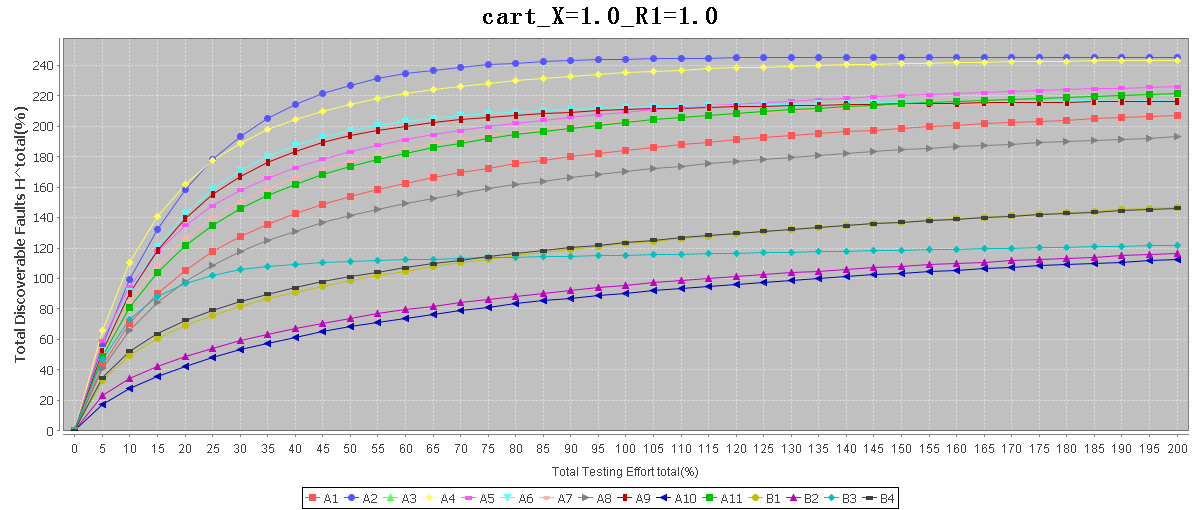 cart_X=1.0_R1=1.0
Total Discoverable Faults H^total(%)
240
220
200
180
160
140
120
100
80
60
40
20
0
0 5 10 15 20 25 30 35 40 45 50 55 60 65 70 75 80 85 90 95 100 105 110 115 120 125 130 135 140 145 150 155 160 165 170 175 180 185 190 195 200
Total Testing Effort total(%)
A1 A2 A3 A4 A5 A6 A7 A8 A9 A10 A11 B1 B2 B3 B4